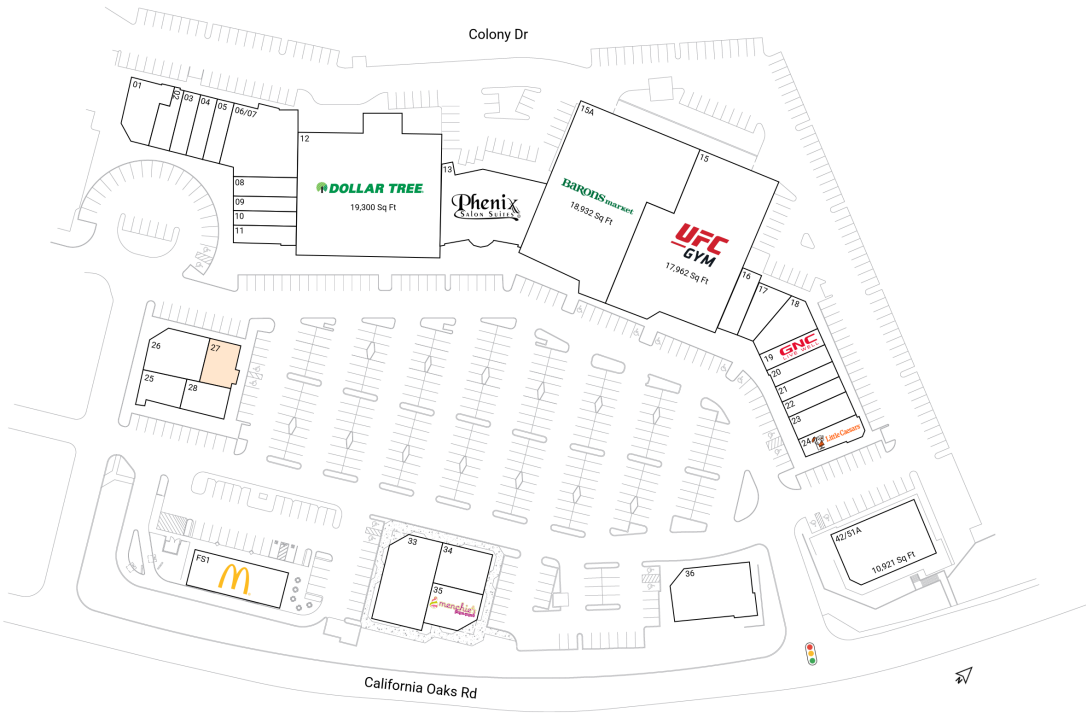 Colony Dr
01
02
03
04
05
06/07
08
09
10
11
12
DOLLAR TREE
19,300 Sq Ft
13
Phenix
SALON SUITES
15A
BARONS market
18,932 Sq Ft
15
UFC
GYM
17,962 Sq Ft
16
17
18
GNC
LIVE WELL
19
20
21
22
23
24
Little Caesars
26
27
25
28
FS1
33
34
35
menchie's
36
42/51A
10,921 Sq Ft
California Oaks Rd
N